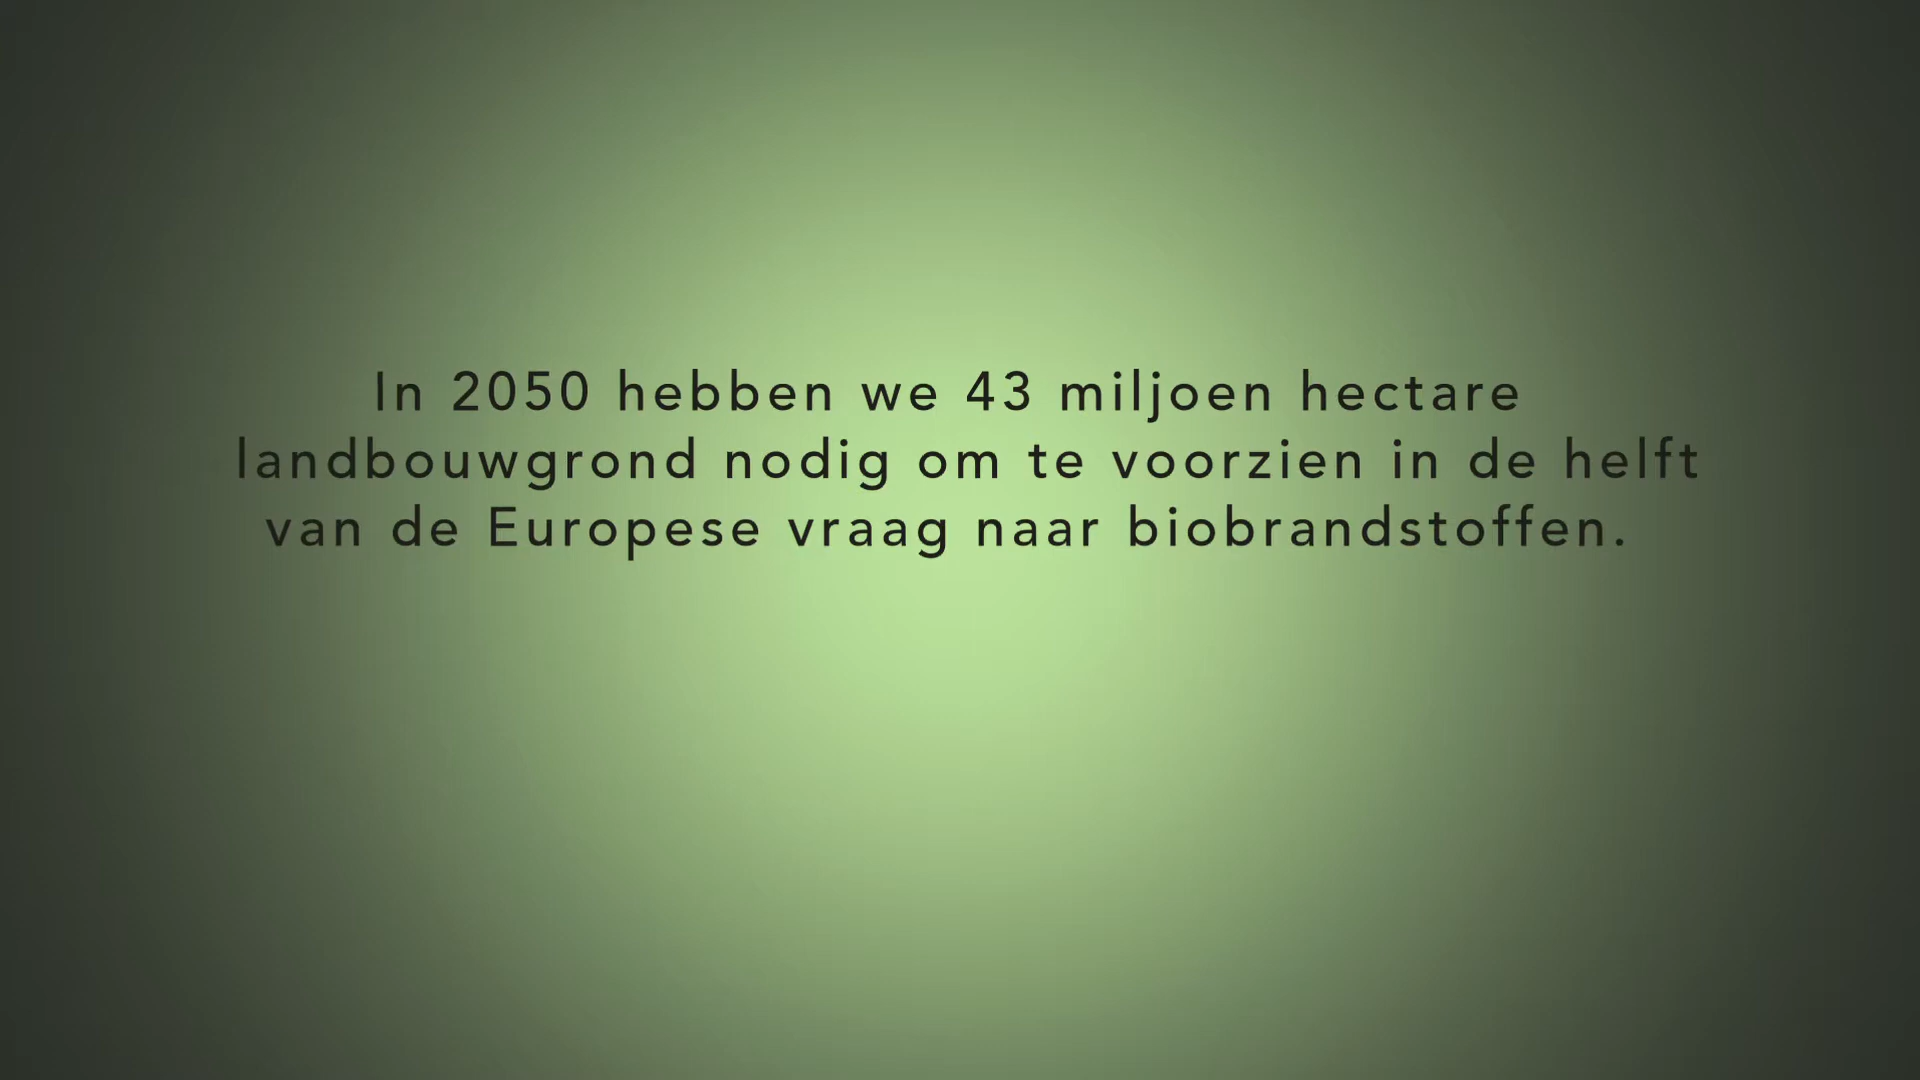 In 2050 hebben we 43 miljoen hectare
landbouwgrond nodig om te voorzien in de helft
van de Europese vraag naar biobrandstoffen.